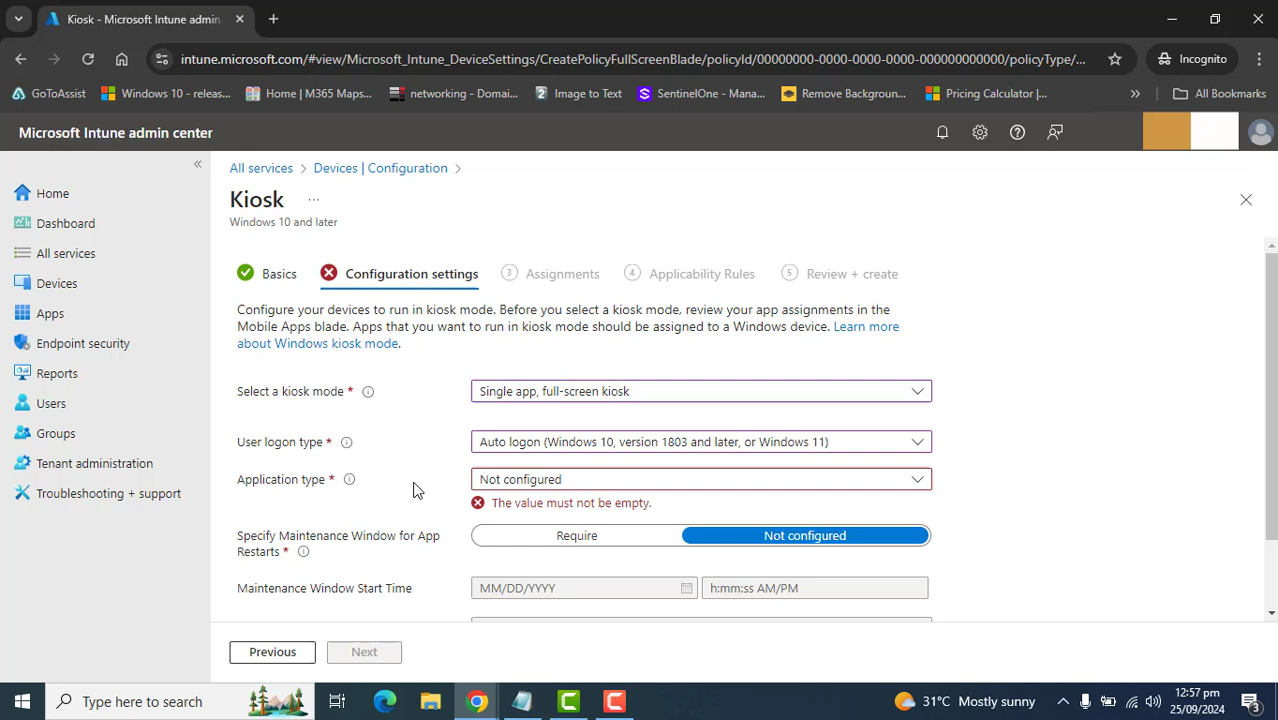 Kiosk - Microsoft Intune admin
intune.microsoft.com/#view/Microsoft_Intune_DeviceSettings/CreatePolicyFullScreenBlade/policyId/00000000-0000-0000-0000-000000000000/policyType/...
Incognito
GoToAssist
Windows 10 - releas...
Home | M365 Maps...
networking - Domai...
Image to Text
SentinelOne - Mana...
Remove Backgroun...
Pricing Calculator |...
All Bookmarks
Microsoft Intune admin center
Home
Dashboard
All services
Devices
Apps
Endpoint security
Reports
Users
Groups
Tenant administration
Troubleshooting + support
All services
Devices | Configuration
Kiosk
...
Windows 10 and later
Basics
Configuration settings
3 Assignments
4 Applicability Rules
5 Review + create
Configure your devices to run in kiosk mode. Before you select a kiosk mode, review your app assignments in the
Mobile Apps blade. Apps that you want to run in kiosk mode should be assigned to a Windows device. Learn more
about Windows kiosk mode.
Select a kiosk mode *
Single app, full-screen kiosk
User logon type *
Auto logon (Windows 10, version 1803 and later, or Windows 11)
Application type *
Not configured
The value must not be empty.
Specify Maintenance Window for App
Restarts *
Require
Not configured
Maintenance Window Start Time
MM/DD/YYYY
h:mm:ss AM/PM
Previous
Next
Type here to search
31°C Mostly sunny
12:57 pm
25/09/2024
3